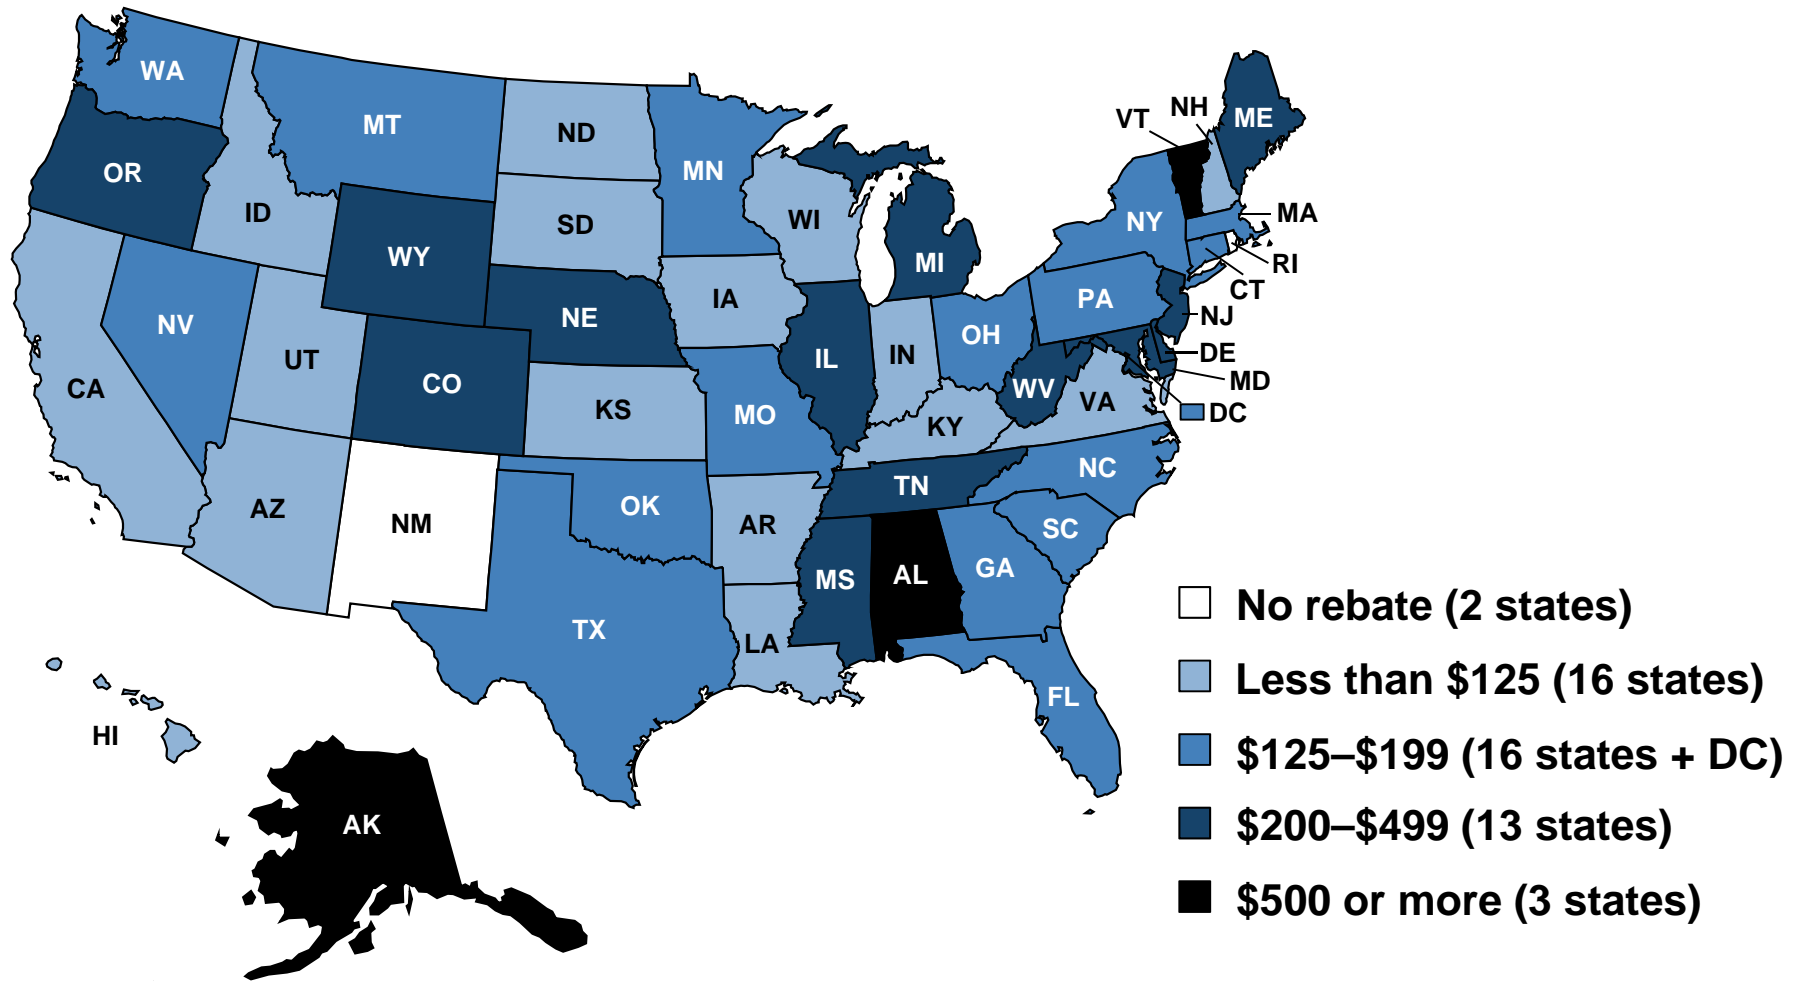 WA
MT
ND
MN
VT
NH
ME
OR
ID
SD
WI
NY
MA
WY
MI
RI
IA
PA
CT
NV
NE
OH
NJ
UT
CO
IL
IN
DE
CA
KS
MO
WV
VA
MD
DC
KY
AZ
NM
OK
AR
TN
NC
SC
MS
AL
GA
TX
LA
FL
HI
AK
No rebate (2 states)
Less than $125 (16 states)
$125–$199 (16 states + DC)
$200–$499 (13 states)
$500 or more (3 states)